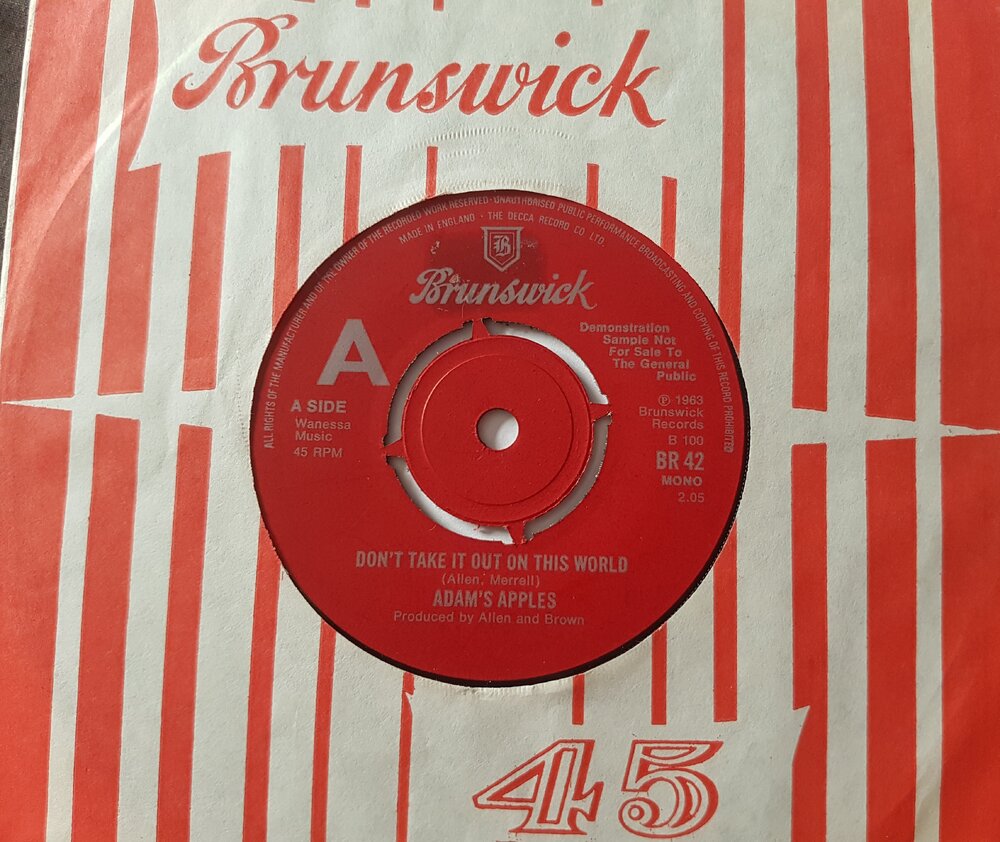 Brunswick
ALL RIGHTS OF THE MANUFACTURER AND OF THE OWNER OF THE RECORDED WORK RESERVED · UNAUTHORISED PUBLIC PERFORMANCE BROADCASTING AND COPYING OF THIS RECORD PROHIBITED
MADE IN ENGLAND · THE DECCA RECORD CO LTD.
B
Brunswick
A
Demonstration
Sample Not
For Sale To
The General
Public
A SIDE
Wanessa
Music
45 RPM
℗ 1963
Brunswick
Records
B 100
BR 42
MONO
2.05
DON'T TAKE IT OUT ON THIS WORLD
(Allen, Merrell)
ADAM'S APPLES
Produced by Allen and Brown
45